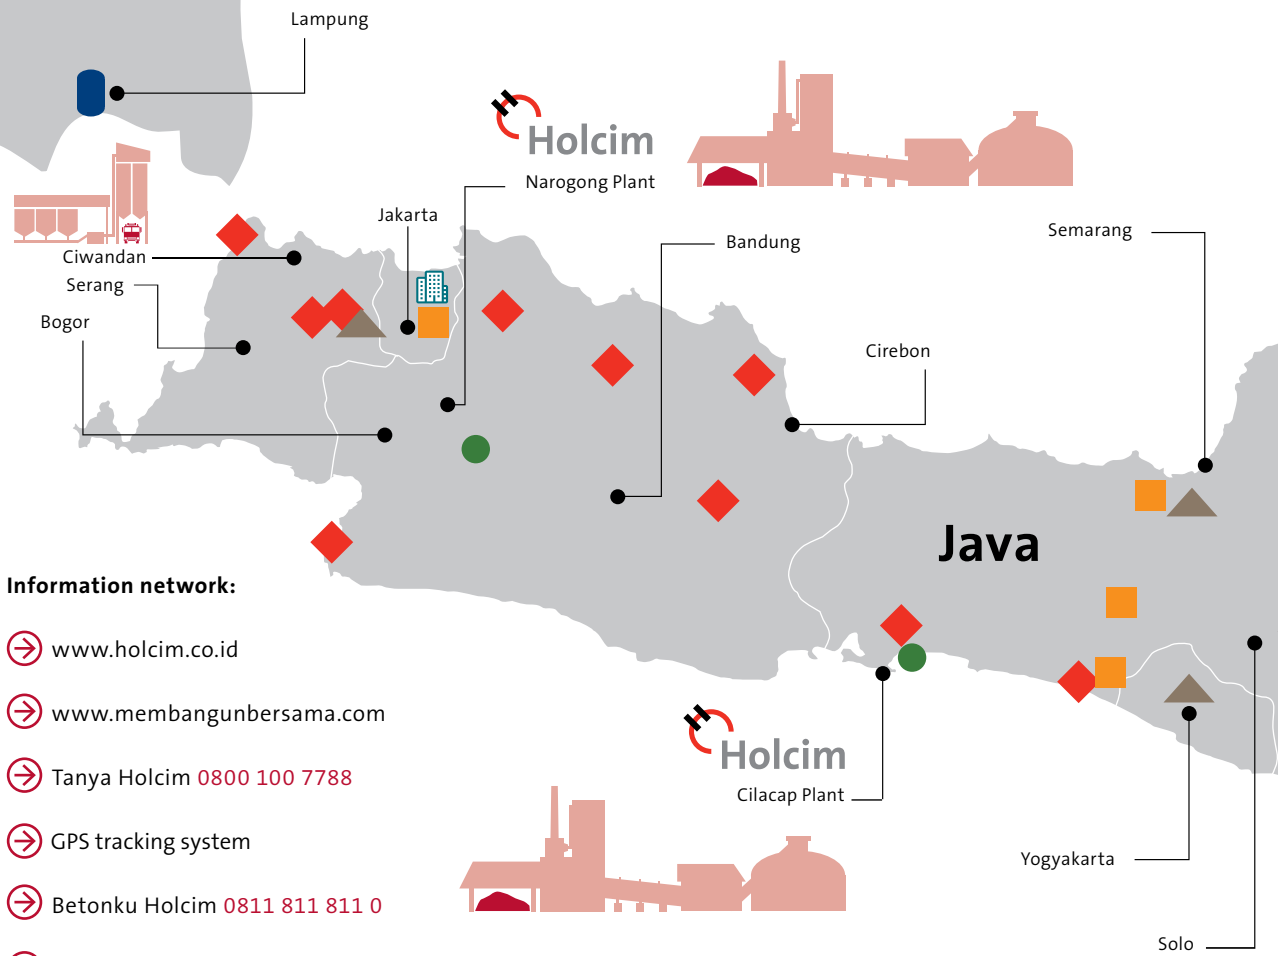 Lampung
Holcim
Narogong Plant
Jakarta
Bandung
Semarang
Ciwandan
Serang
Bogor
Cirebon
Java
Information network:
www.holcim.co.id
www.membangunbersama.com
Tanya Holcim 0800 100 7788
GPS tracking system
Betonku Holcim 0811 811 811 0
Holcim
Cilacap Plant
Yogyakarta
Solo